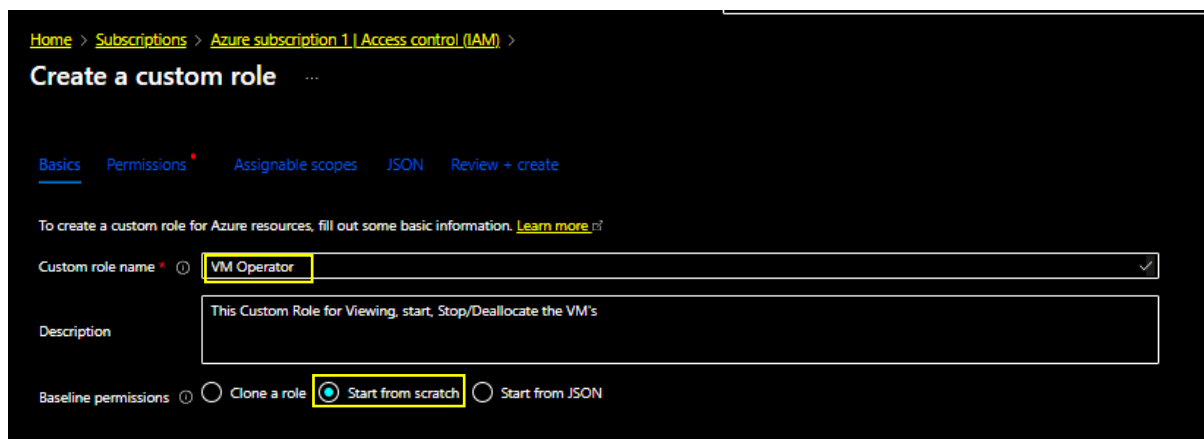 Home > Subscriptions > Azure subscription 1 | Access control (IAM) >
Create a custom role ...
Basics Permissions * Assignable scopes JSON Review + create
To create a custom role for Azure resources, fill out some basic information. Learn more
Custom role name * VM Operator
This Custom Role for Viewing, start, Stop/Deallocate the VM's
Description
Baseline permissions Clone a role Start from scratch Start from JSON